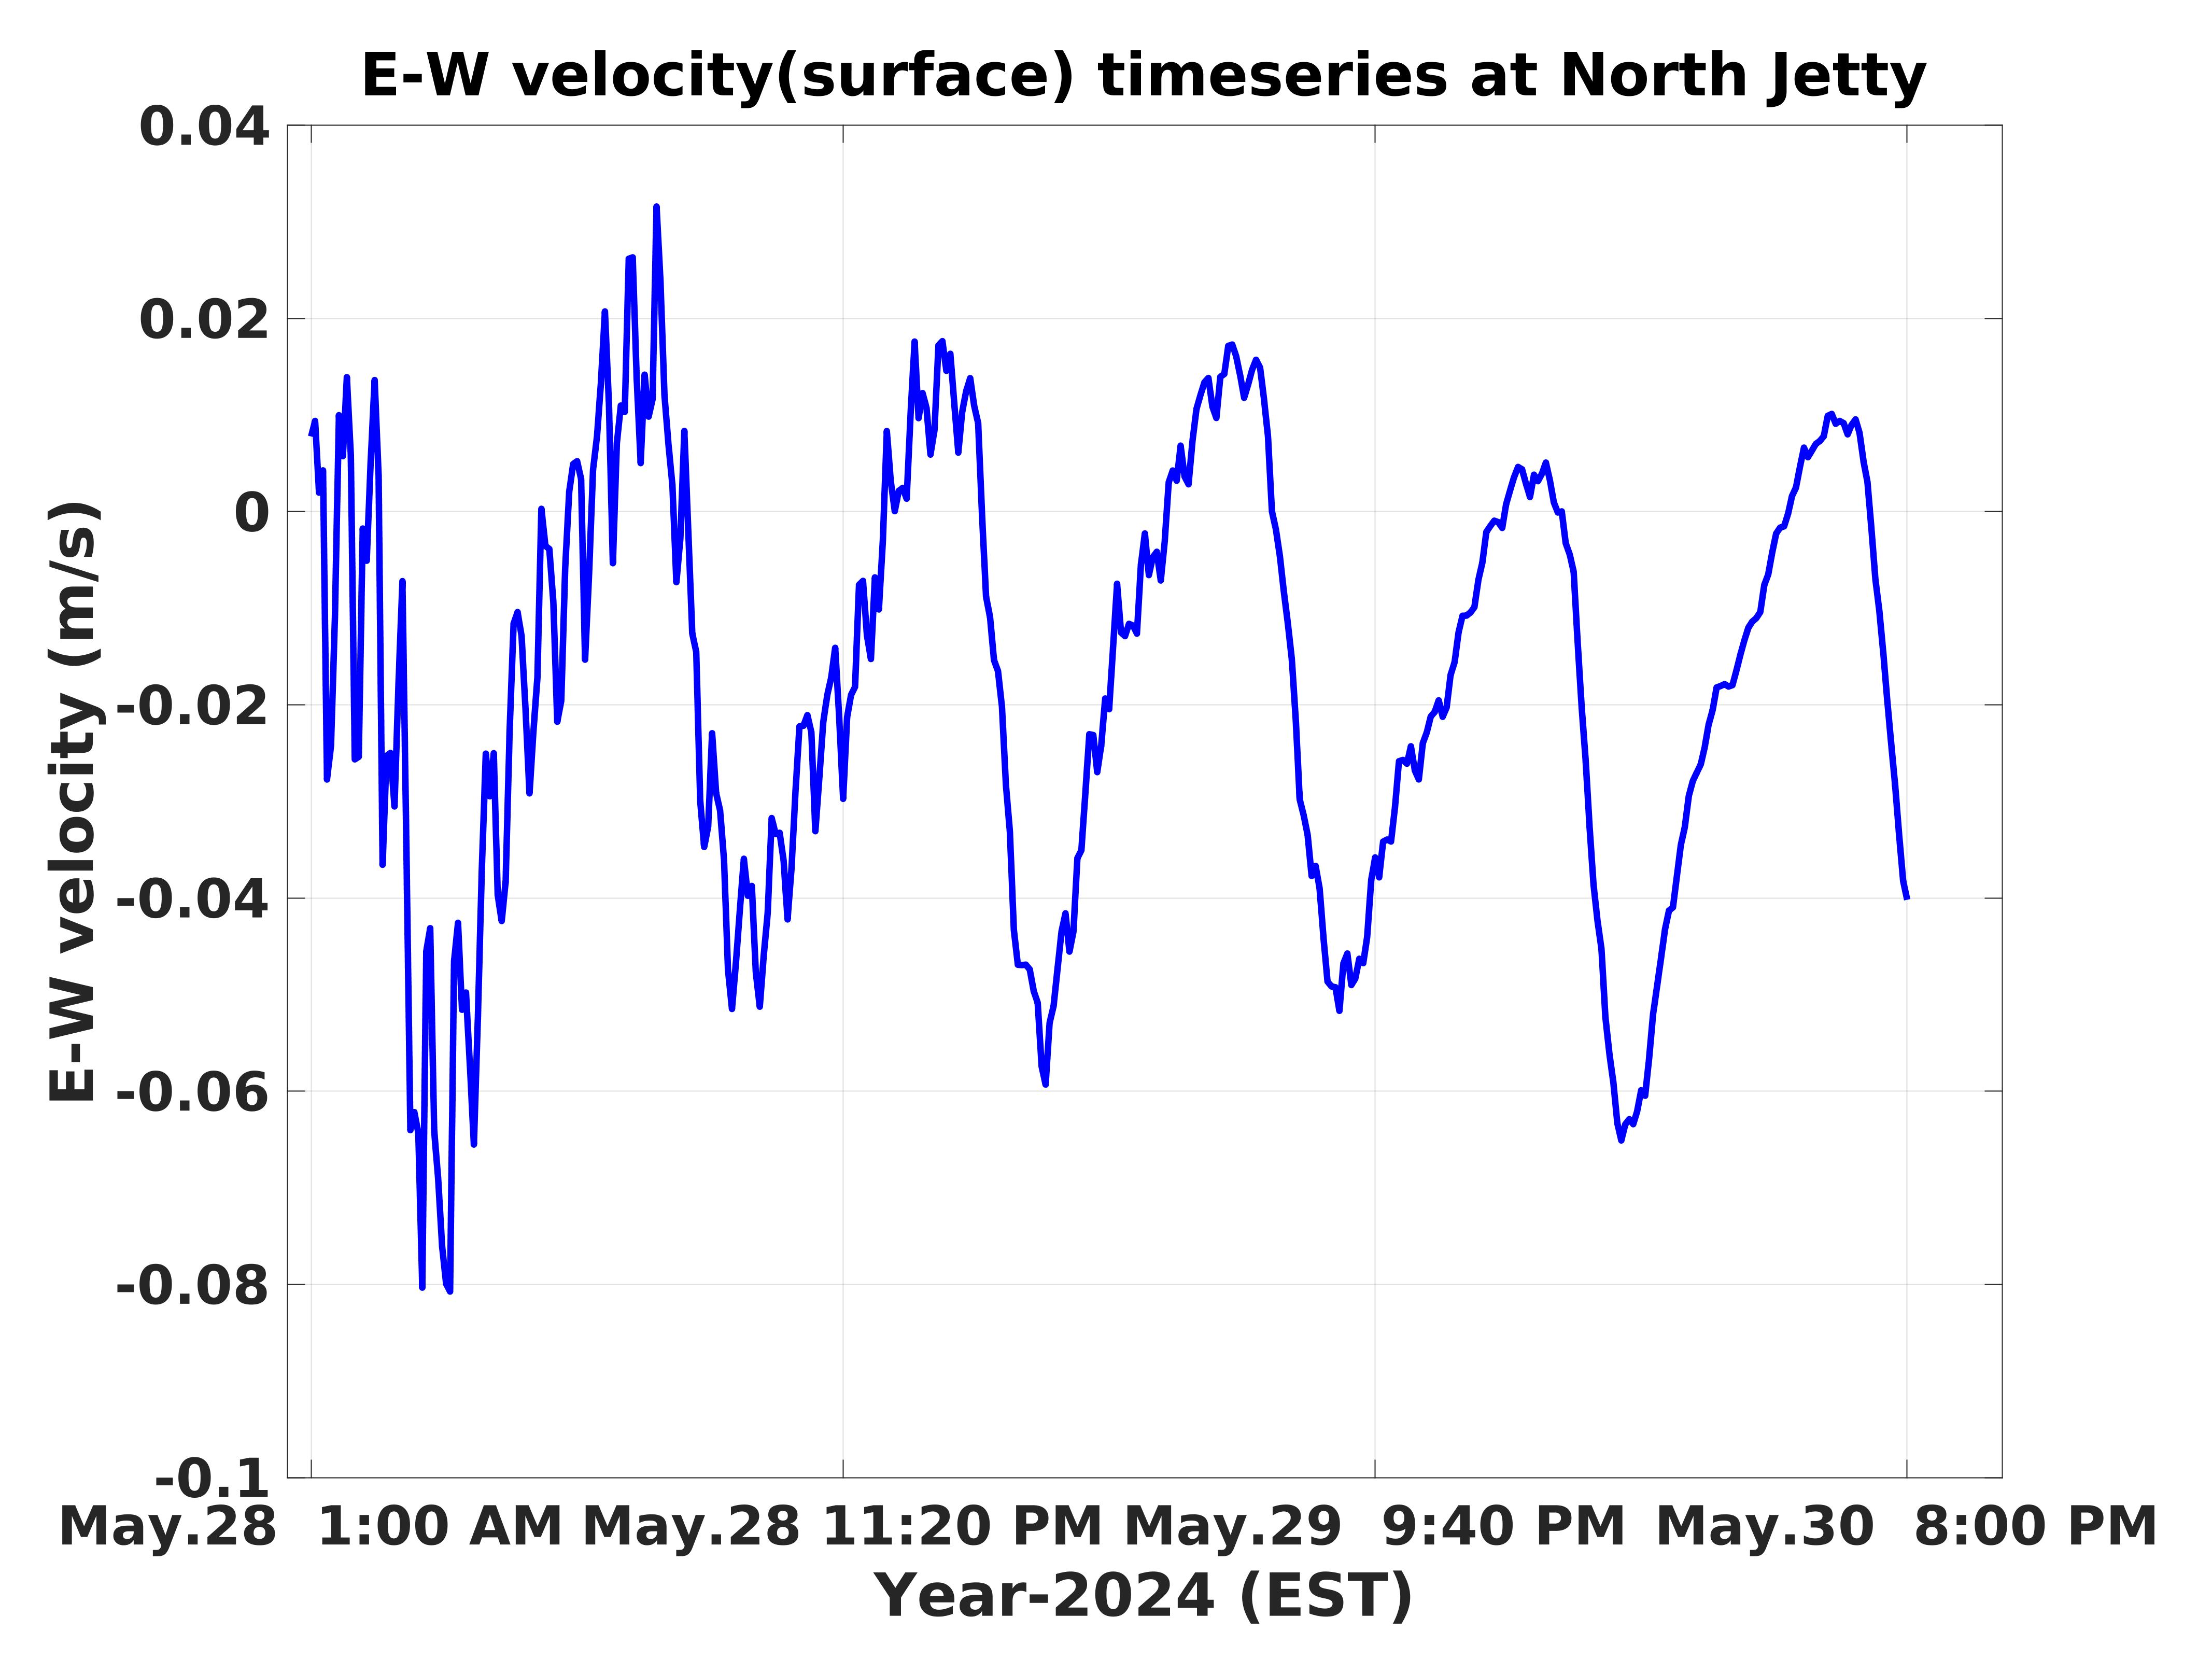 E-W velocity(surface) timeseries at North Jetty
0.04
0.02
0
-0.02
-0.04
-0.06
-0.08
-0.1
E-W velocity (m/s)
May.28 1:00 AM May.28 11:20 PM May.29 9:40 PM May.30 8:00 PM
Year-2024 (EST)